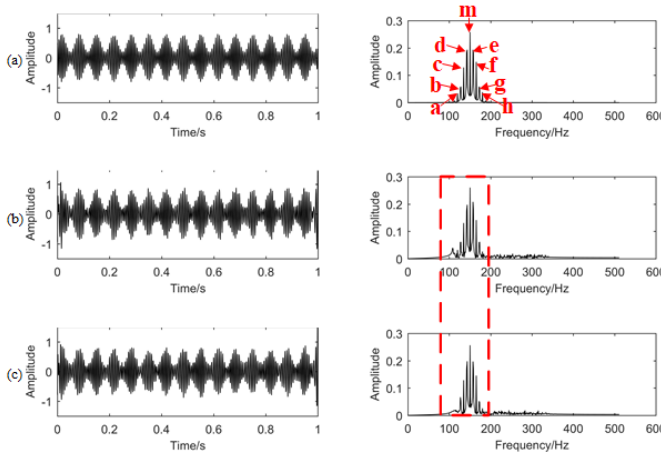 (a)
Amplitude
1
0
-1
0
0.2
0.4
0.6
0.8
1
Time/s
m
Amplitude
0.3
0.2
0.1
0
d
e
c
f
b
g
a
h
0
100
200
300
400
500
600
Frequency/Hz
(b)
Amplitude
1
0
-1
0
0.2
0.4
0.6
0.8
1
Time/s
Amplitude
0.3
0.2
0.1
0
0
100
200
300
400
500
600
Frequency/Hz
(c)
Amplitude
1
0
-1
0
0.2
0.4
0.6
0.8
1
Time/s
Amplitude
0.3
0.2
0.1
0
0
100
200
300
400
500
600
Frequency/Hz